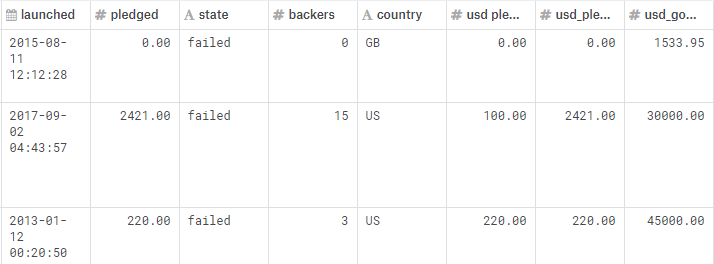 launched # pledged A state # backers A country # usd ple... # usd_ple... # usd_go...
2015-08- 0.00 failed 0 GB 0.00 0.00 1533.95
11
12:12:28
2017-09- 2421.00 failed 15 US 100.00 2421.00 30000.00
02
04:43:57
2013-01- 220.00 failed 3 US 220.00 220.00 45000.00
12
00:20:50